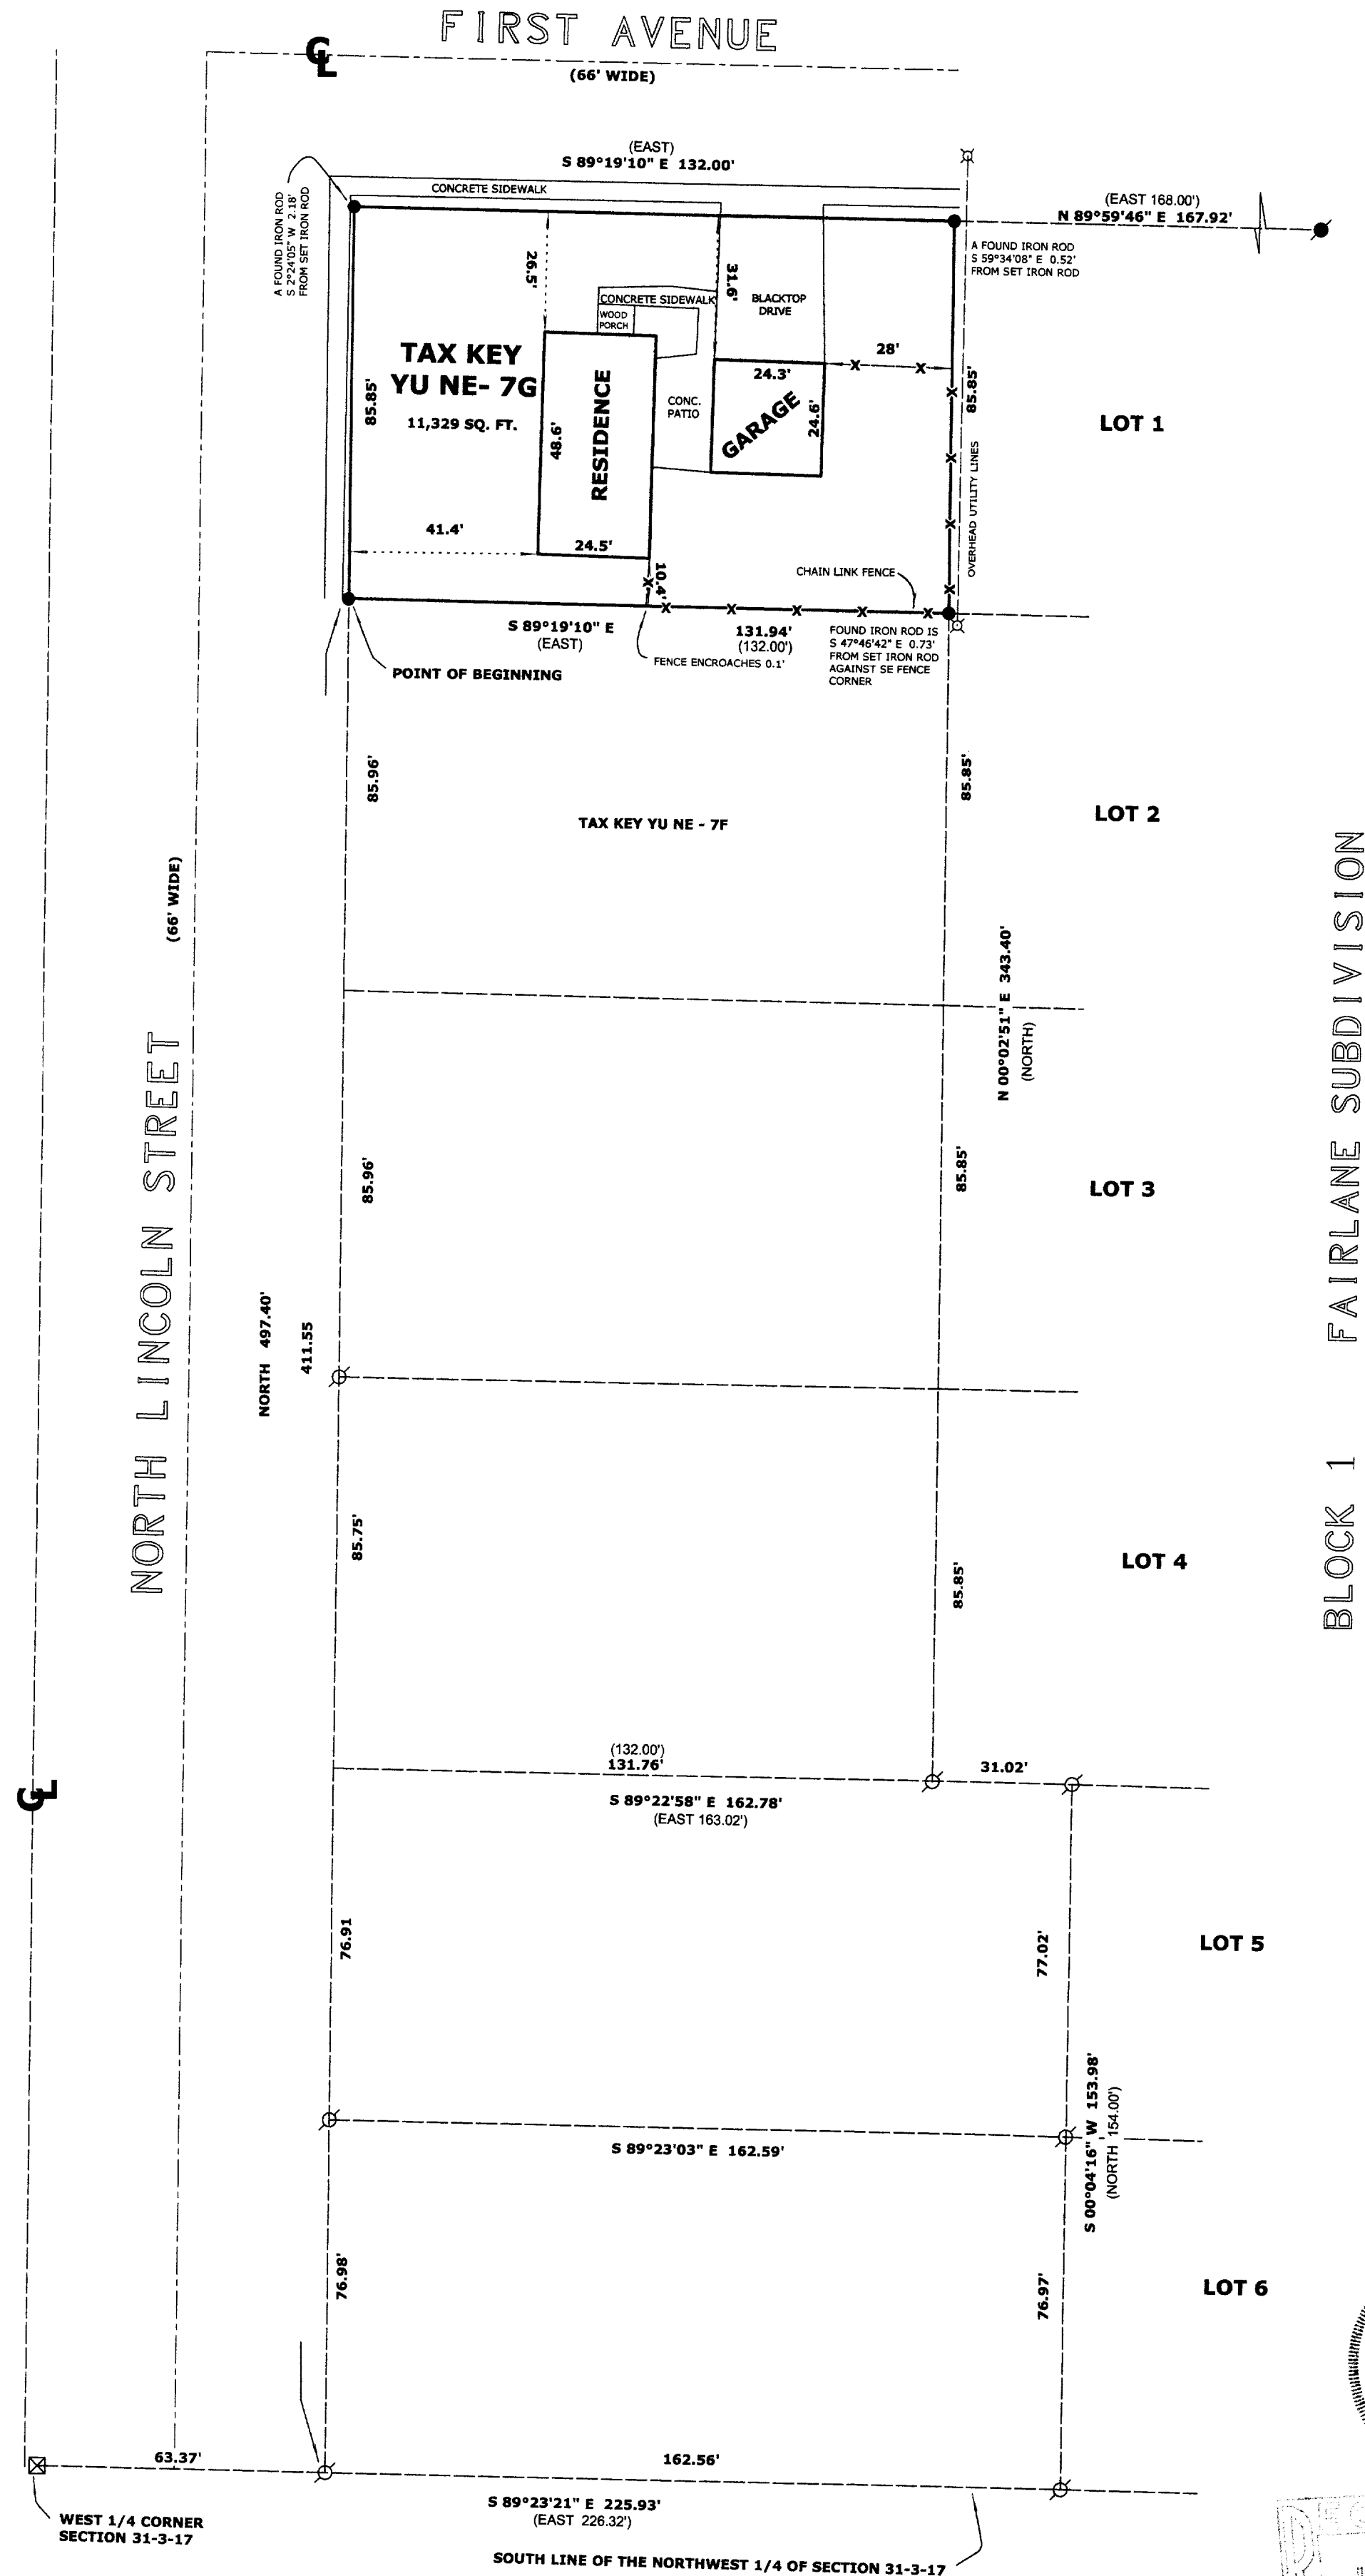 FIRST AVENUE
CL
(66' WIDE)
(EAST)
S 89°19'10" E 132.00'
CONCRETE SIDEWALK
(EAST 168.00')
N 89°59'46" E 167.92'
A FOUND IRON ROD
S 2°24'05" W 2.18'
FROM SET IRON ROD
A FOUND IRON ROD
S 59°34'08" E 0.52'
FROM SET IRON ROD
26.5'
31.6'
CONCRETE SIDEWALK
WOOD
PORCH
BLACKTOP
DRIVE
TAX KEY
YU NE- 7G
11,329 SQ. FT.
85.85'
48.6'
RESIDENCE
CONC.
PATIO
24.3'
GARAGE
24.6'
28'
85.85'
LOT 1
OVERHEAD UTILITY LINES
41.4'
24.5'
10.4'
CHAIN LINK FENCE
S 89°19'10" E
(EAST)
131.94'
(132.00')
FENCE ENCROACHES 0.1'
FOUND IRON ROD IS
S 47°46'42" E 0.73'
FROM SET IRON ROD
AGAINST SE FENCE
CORNER
POINT OF BEGINNING
85.96'
85.85'
TAX KEY YU NE - 7F
LOT 2
(66' WIDE)
N 00°02'51" E 343.40'
(NORTH)
NORTH LINCOLN STREET
85.96'
85.85'
LOT 3
NORTH 497.40'
411.55
85.75'
85.85'
LOT 4
BLOCK 1 FAIRLANE SUBDIVISION
CL
(132.00')
131.76'
31.02'
S 89°22'58" E 162.78'
(EAST 163.02')
76.91
77.02'
LOT 5
S 89°23'03" E 162.59'
S 00°04'16" W 153.98'
(NORTH 154.00')
76.98'
76.97'
LOT 6
63.37'
162.56'
S 89°23'21" E 225.93'
(EAST 226.32')
WEST 1/4 CORNER
SECTION 31-3-17
SOUTH LINE OF THE NORTHWEST 1/4 OF SECTION 31-3-17